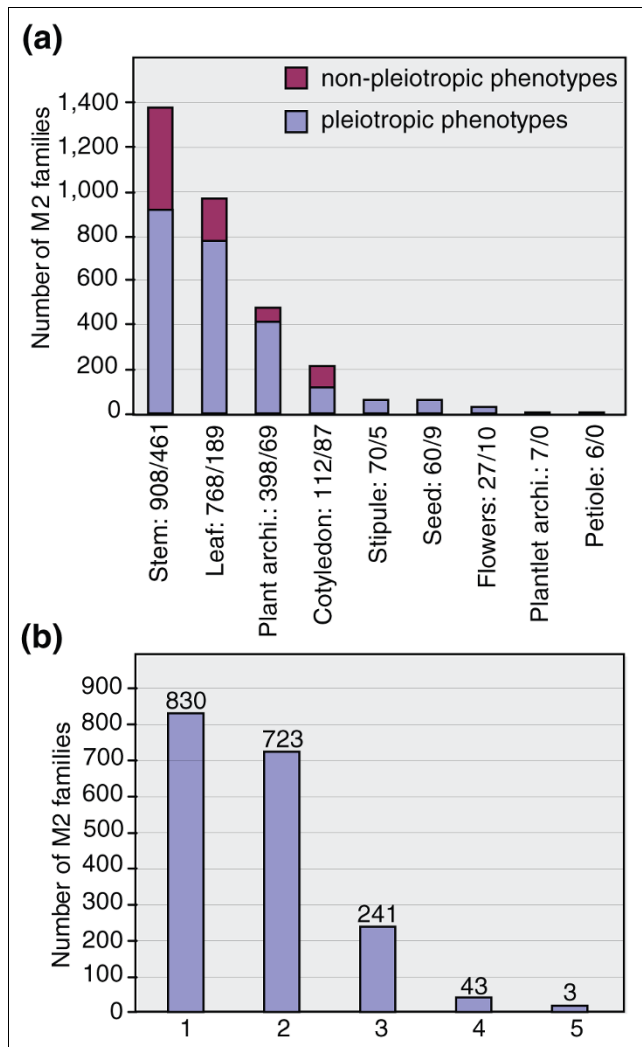 (a)
non-pleiotropic phenotypes
pleiotropic phenotypes
Number of M2 families
1,400
1,200
1,000
800
600
400
200
0
Stem: 908/461
Leaf: 768/189
Plant archi.: 398/69
Cotyledon: 112/87
Stipule: 70/5
Seed: 60/9
Flowers: 27/10
Plantlet archi.: 7/0
Petiole: 6/0
(b)
Number of M2 families
900
800
700
600
500
400
300
200
100
0
830
723
241
43
3
1 2 3 4 5